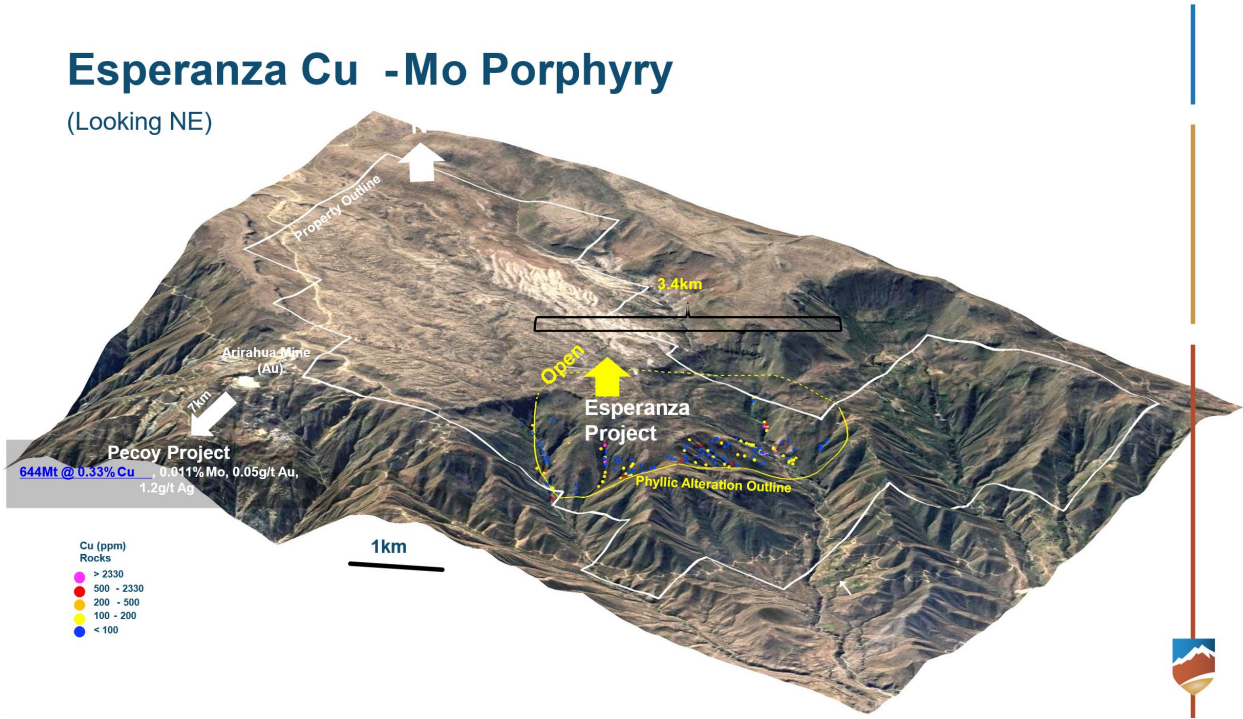 Esperanza Cu -Mo Porphyry
(Looking NE)
N
Property Outline
3.4km
Arirahua Mine
(Au)
Open
7km
Esperanza
Project
Pecoy Project
644Mt @ 0.33% Cu , 0.011% Mo, 0.05g/t Au,
1.2g/t Ag
Phyllic Alteration Outline
1km
Cu (ppm)
Rocks
> 2330
500 - 2330
200 - 500
100 - 200
< 100